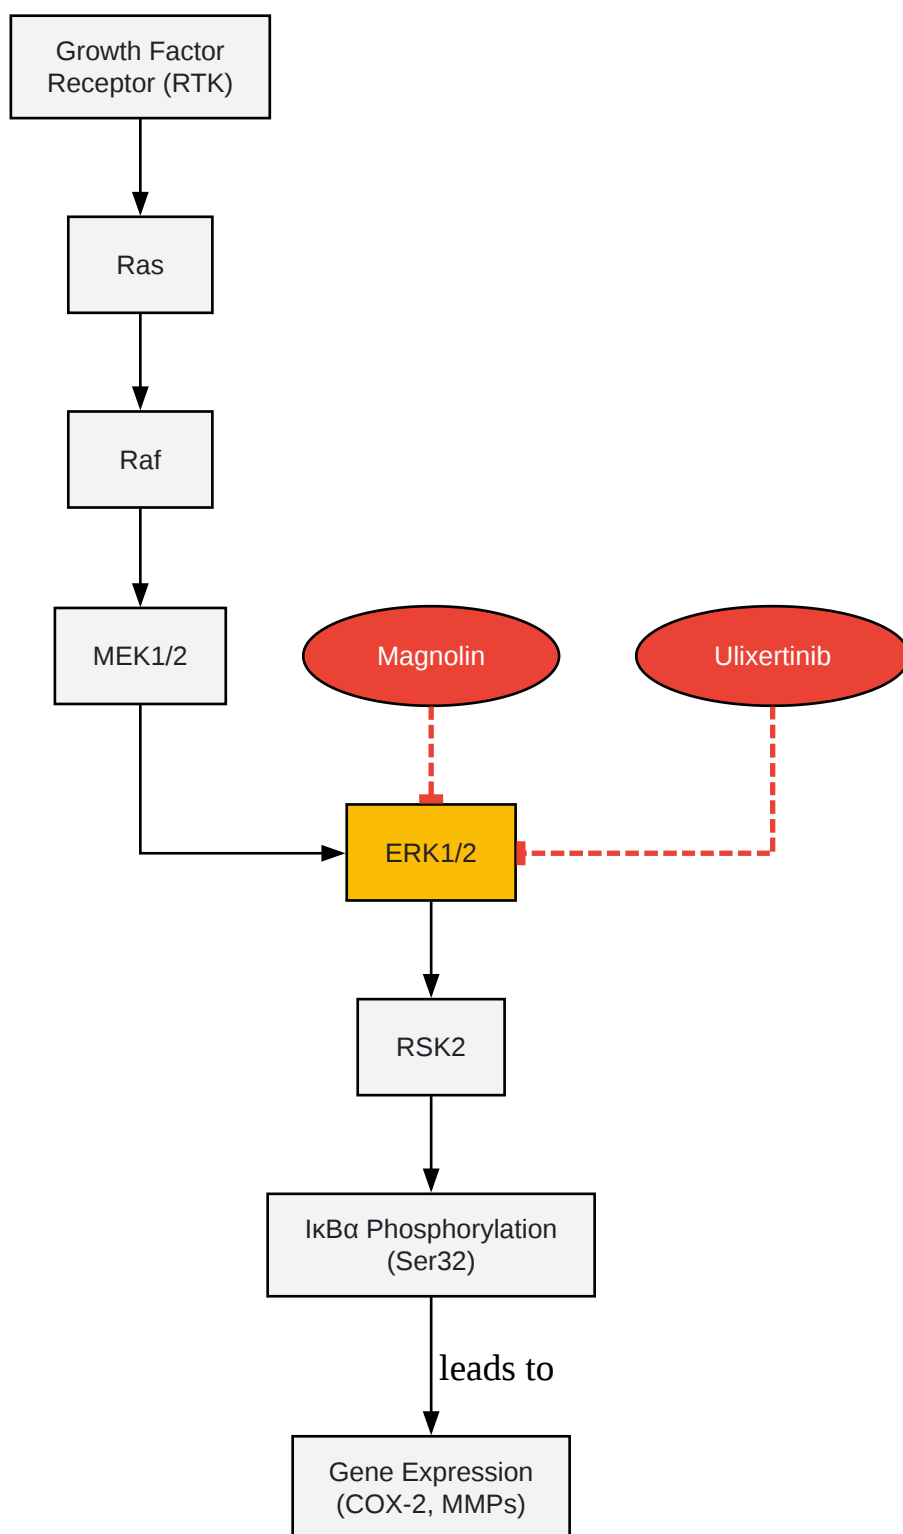 Growth Factor
Receptor (RTK)
Ras
Raf
MEK1/2
Magnolin
Ulixertinib
ERK1/2
RSK2
IκBα Phosphorylation
(Ser32)
leads to
Gene Expression
(COX-2, MMPs)